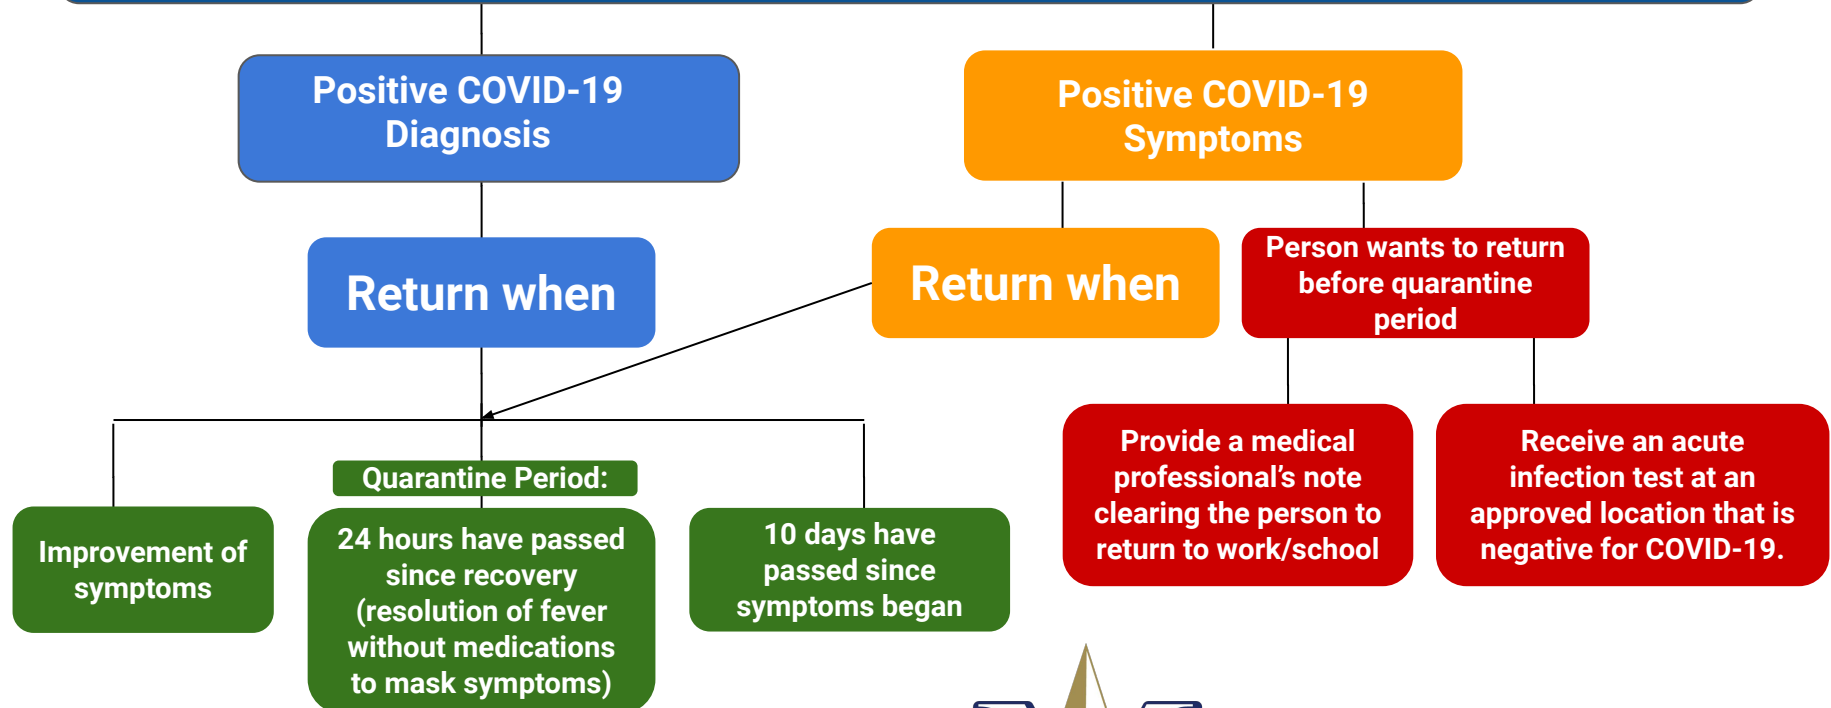 Positive COVID-19
Diagnosis
Positive COVID-19
Symptoms
Return when
Return when
Person wants to return
before quarantine
period
Quarantine Period:
Improvement of
symptoms
24 hours have passed
since recovery
(resolution of fever
without medications
to mask symptoms)
10 days have
passed since
symptoms began
Provide a medical
professional’s note
clearing the person to
return to work/school
Receive an acute
infection test at an
approved location that is
negative for COVID-19.